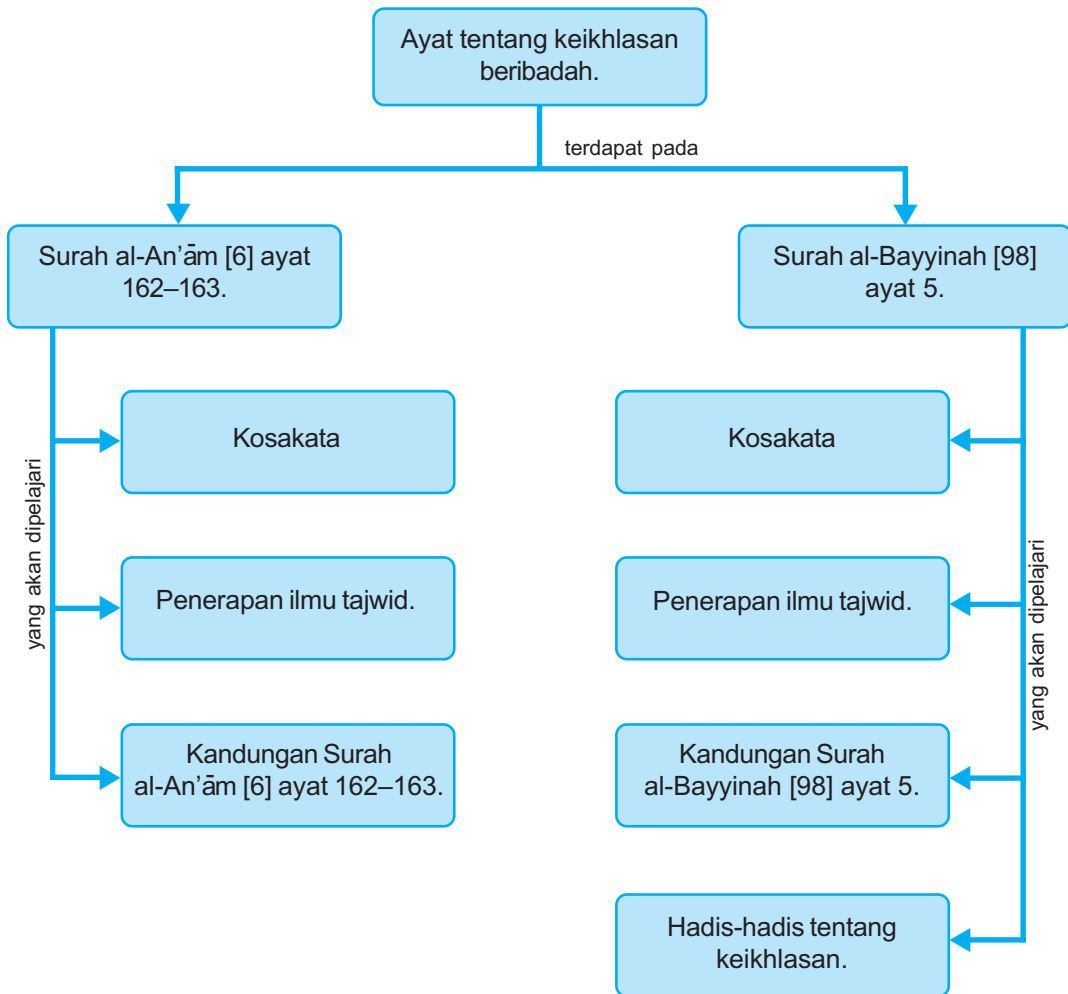 Ayat tentang keikhlasan
beribadah.
terdapat pada
Surah al-An’ām [6] ayat
162–163.
Surah al-Bayyinah [98]
ayat 5.
yang akan dipelajari
Kosakata
Penerapan ilmu tajwid.
Kandungan Surah
al-An’ām [6] ayat 162–163.
yang akan dipelajari
Kosakata
Penerapan ilmu tajwid.
Kandungan Surah
al-Bayyinah [98] ayat 5.
Hadis-hadis tentang
keikhlasan.